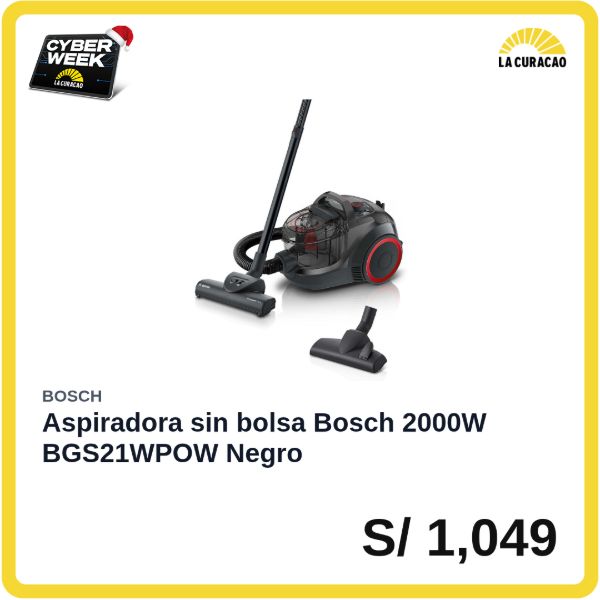 CYBER
WEEK
LA CURACAO
LA CURACAO
BOSCH
Aspiradora sin bolsa Bosch 2000W
BGS21WPOW Negro
S/ 1,049